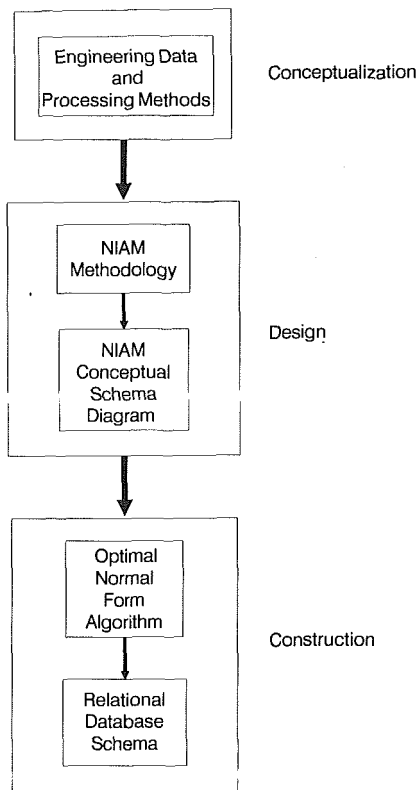 Engineering Data
and
Processing Methods
Conceptualization
NIAM
Methodology
NIAM
Conceptual
Schema
Diagram
Design
Optimal
Normal
Form
Algorithm
Construction
Relational
Database
Schema